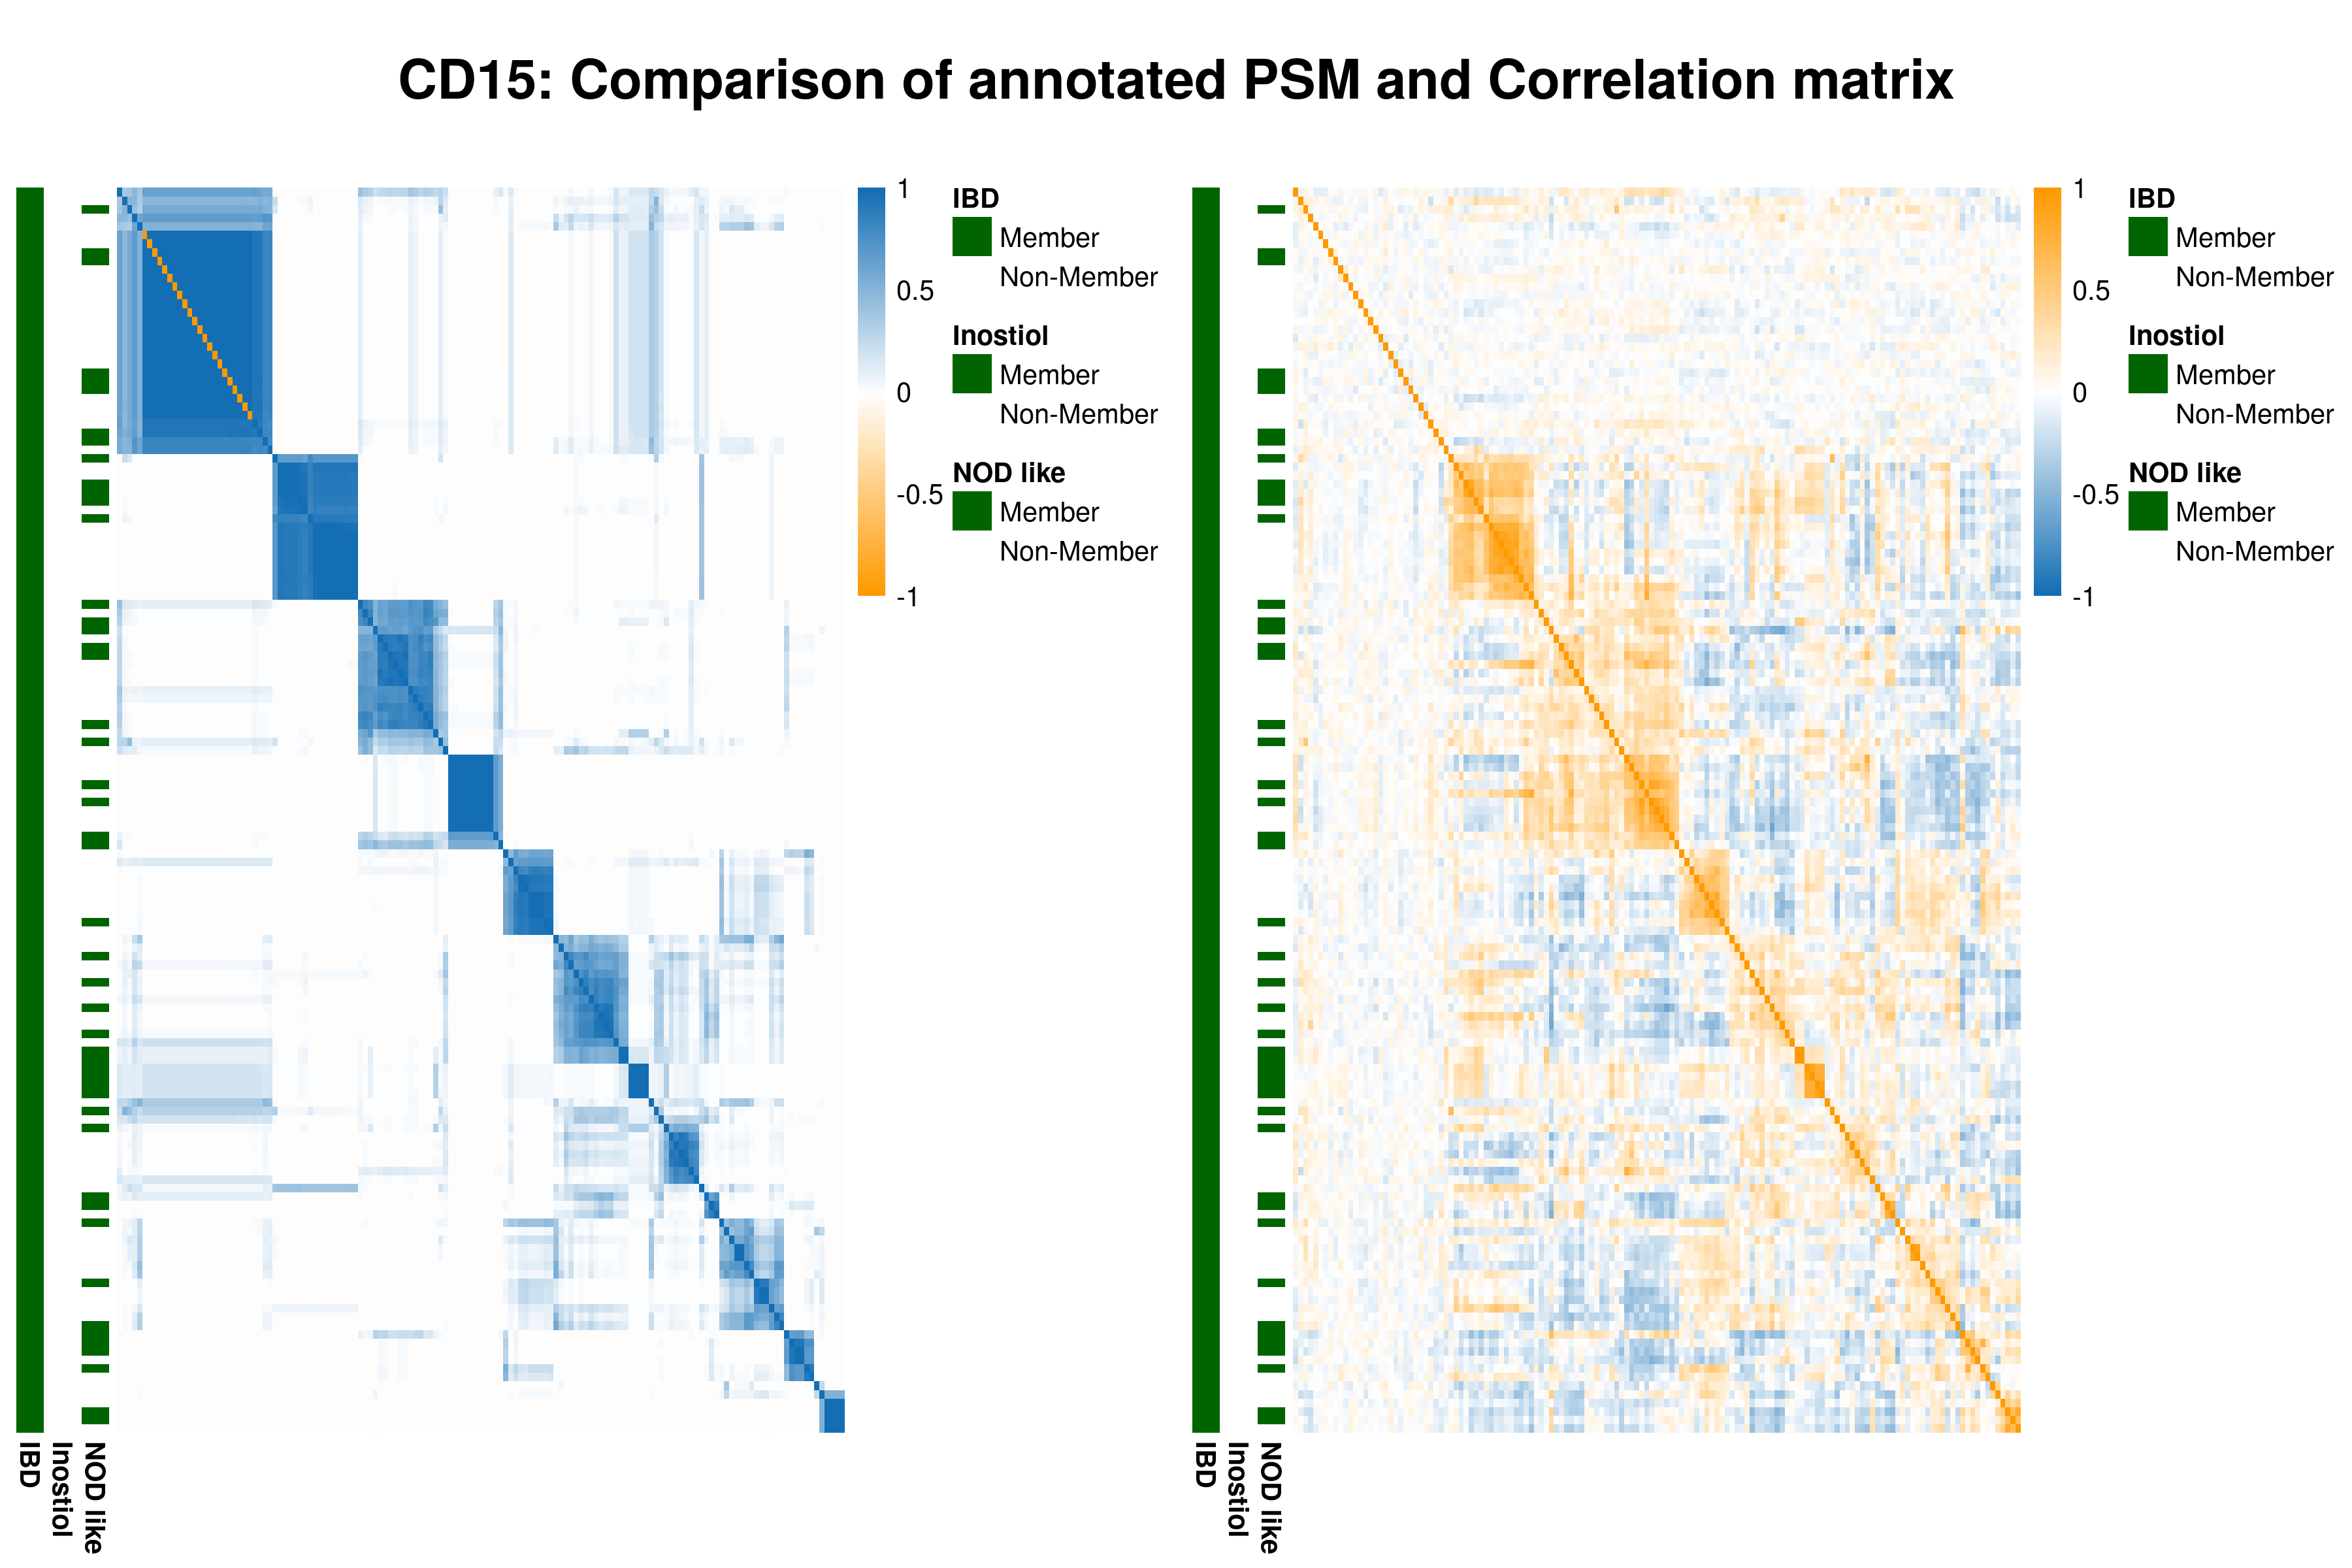 CD15: Comparison of annotated PSM and Correlation matrix
1
0.5
0
-0.5
-1
IBD
Member
Non-Member
Inostiol
Member
Non-Member
NOD like
Member
Non-Member
IBD
Inostiol
NOD like
1
0.5
0
-0.5
-1
IBD
Member
Non-Member
Inostiol
Member
Non-Member
NOD like
Member
Non-Member
IBD
Inostiol
NOD like